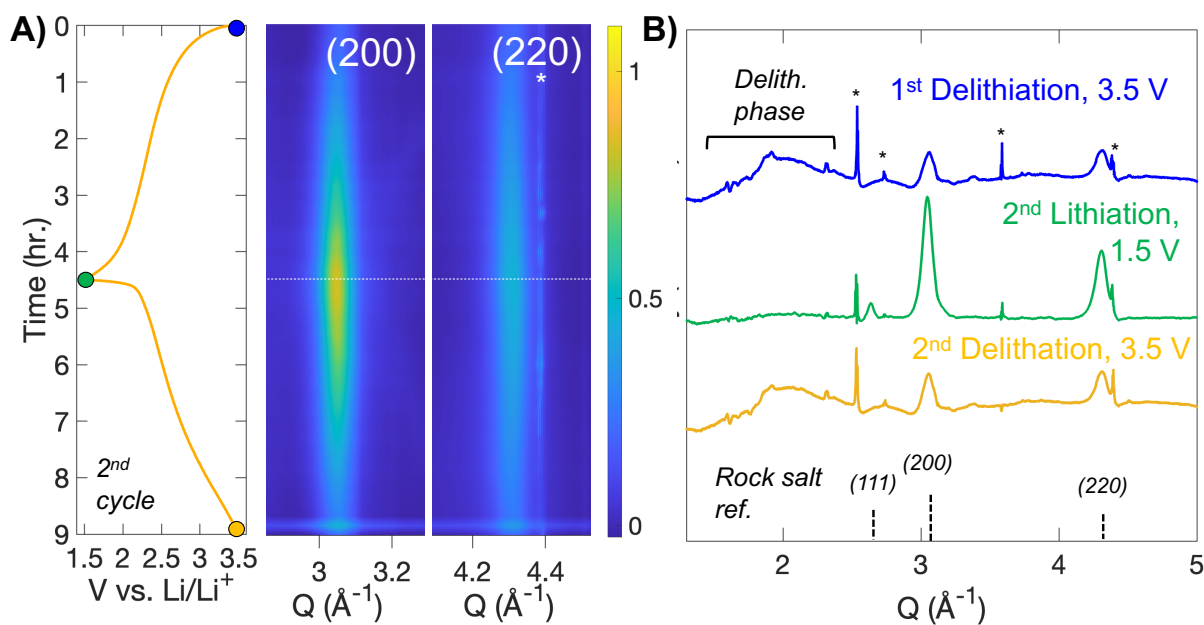 A)
0
1
2
3
4
5
6
7
8
9
Time (hr.)
2nd
cycle
1.5 2 2.5 3 3.5
V vs. Li/Li+
(200)
3 3.2
Q (Å-1)
(220)
*
4.2 4.4
Q (Å-1)
1
0.5
0
B)
Delith.
phase
1st Delithiation, 3.5 V
* * * *
2nd Lithiation,
1.5 V
2nd Delithation, 3.5 V
Rock salt
ref.
(111) (200) (220)
2 3 4 5
Q (Å-1)